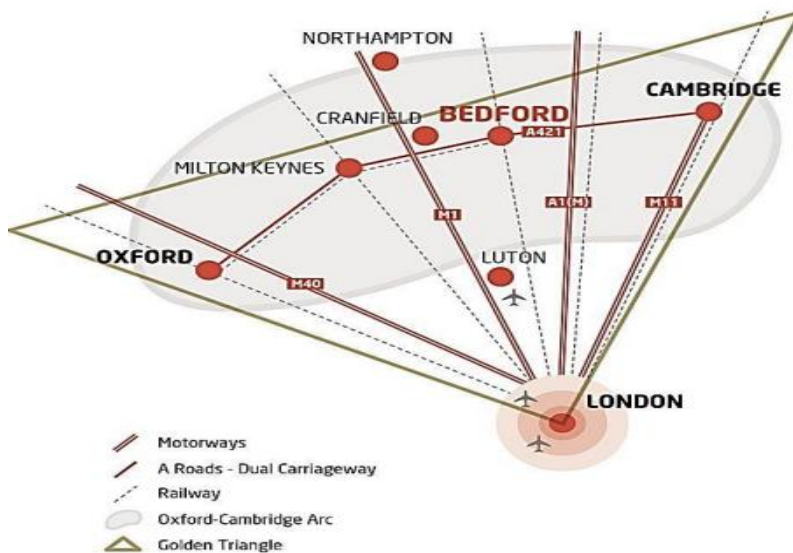 NORTHAMPTON
CAMBRIDGE
CRANFIELD
BEDFORD
A421
MILTON KEYNES
M1
A1(M)
M11
OXFORD
LUTON
M40
LONDON
Motorways
A Roads - Dual Carriageway
Railway
Oxford-Cambridge Arc
Golden Triangle